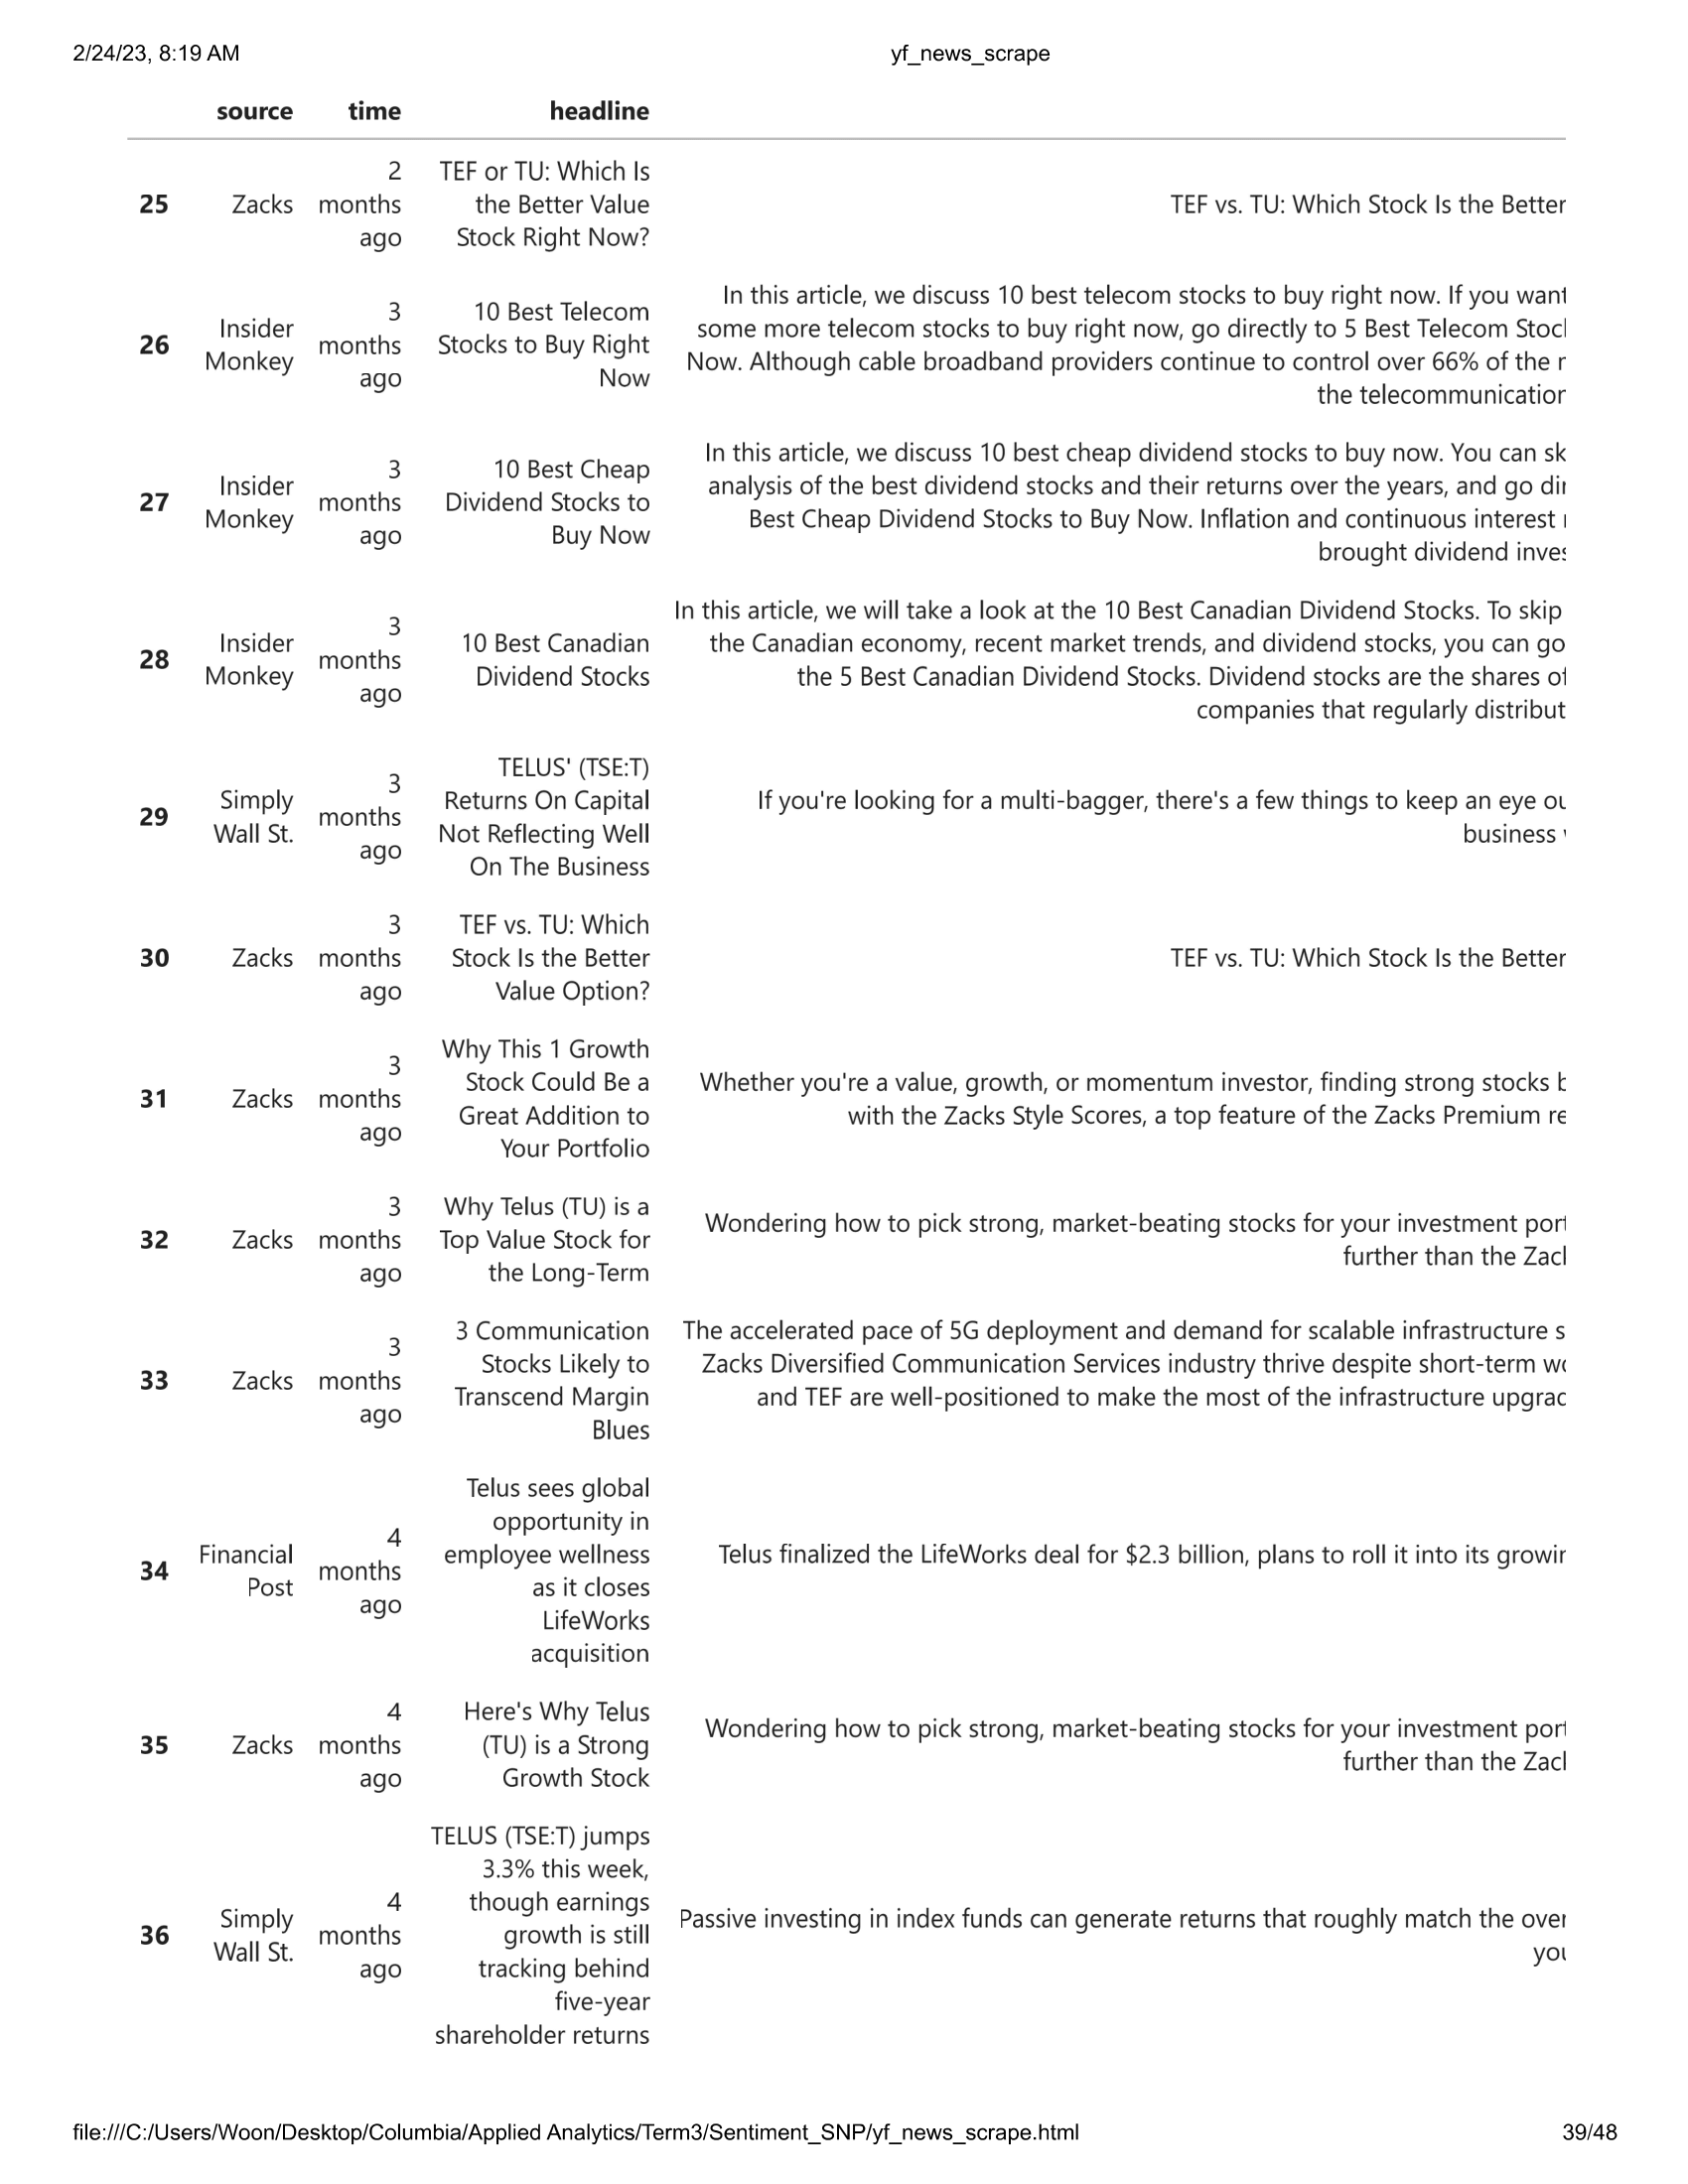 2/24/23, 8:19 AM yf_news_scrape
source time headline
25 Zacks 2 months ago TEF or TU: Which Is the Better Value Stock Right Now? TEF vs. TU: Which Stock Is the Better
26 Insider Monkey 3 months ago 10 Best Telecom Stocks to Buy Right Now
In this article, we discuss 10 best telecom stocks to buy right now. If you want
some more telecom stocks to buy right now, go directly to 5 Best Telecom
Now. Although cable broadband providers continue to control over 66% of the
the
27 Insider Monkey 3 months ago 10 Best Cheap Dividend Stocks to Buy Now
In this article, we discuss 10 best cheap dividend stocks to buy now. You can
analysis of the best dividend stocks and their returns over the years, and go
Best Cheap Dividend Stocks to Buy Now. Inflation and continuous interest
brought dividend
28 Insider Monkey 3 months ago 10 Best Canadian Dividend Stocks
In this article, we will take a look at the 10 Best Canadian Dividend Stocks. To skip
the Canadian economy, recent market trends, and dividend stocks, you can go
the 5 Best Canadian Dividend Stocks. Dividend stocks are the shares of
companies that regularly
29 Simply Wall St. 3 months ago TELUS' (TSE:T) Returns On Capital Not Reflecting Well On The Business
If you're looking for a multi-bagger, there's a few things to keep an eye
business
30 Zacks 3 months ago TEF vs. TU: Which Stock Is the Better Value Option? TEF vs. TU: Which Stock Is the Better
31 Zacks 3 months ago Why This 1 Growth Stock Could Be a Great Addition to Your Portfolio
Whether you're a value, growth, or momentum investor, finding strong stocks
with the Zacks Style Scores, a top feature of the Zacks Premium
32 Zacks 3 months ago Why Telus (TU) is a Top Value Stock for the Long-Term
Wondering how to pick strong, market-beating stocks for your investment
further than the
33 Zacks 3 months ago 3 Communication Stocks Likely to Transcend Margin Blues
The accelerated pace of 5G deployment and demand for scalable infrastructure
Zacks Diversified Communication Services industry thrive despite short-term
and TEF are well-positioned to make the most of the infrastructure
34 Financial Post 4 months ago Telus sees global opportunity in employee wellness as it closes LifeWorks acquisition
Telus finalized the LifeWorks deal for $2.3 billion, plans to roll it into its
35 Zacks 4 months ago Here's Why Telus (TU) is a Strong Growth Stock
Wondering how to pick strong, market-beating stocks for your investment
further than the
36 Simply Wall St. 4 months ago TELUS (TSE:T) jumps 3.3% this week, though earnings growth is still tracking behind five-year shareholder returns
Passive investing in index funds can generate returns that roughly match the
file:///C:/Users/Woon/Desktop/Columbia/Applied Analytics/Term3/Sentiment_SNP/yf_news_scrape.html 39/48